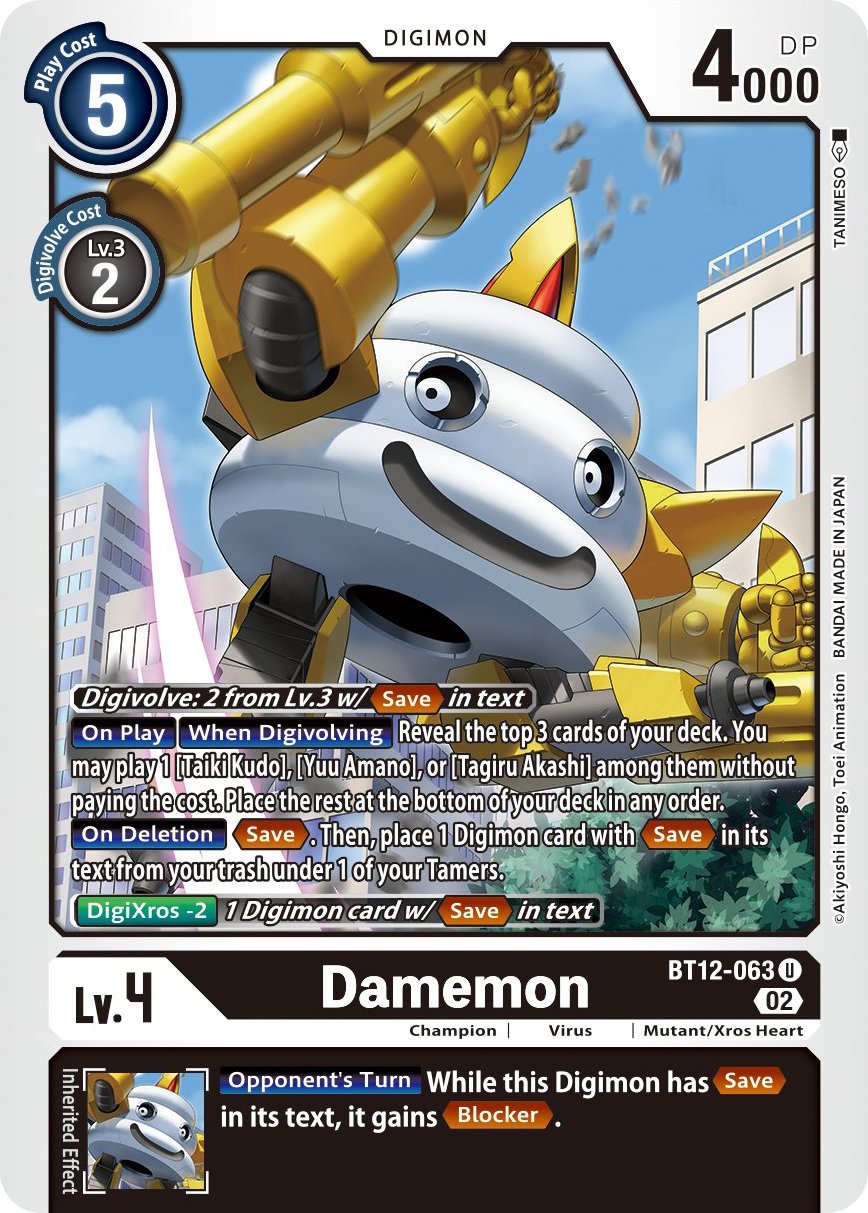 DIGIMON
Play Cost
5
DP
4000
Digivolve Cost
Lv.3
2
TANIMESO
BANDAI MADE IN JAPAN
©Akiyoshi Hongo, Toei Animation
Digivolve: 2 from Lv.3 w/ Save in text
On Play When Digivolving Reveal the top 3 cards of your deck. You
may play 1 [Taiki Kudo], [Yuu Amano], or [Tagiru Akashi] among them without
paying the cost. Place the rest at the bottom of your deck in any order.
On Deletion Save. Then, place 1 Digimon card with Save in its
text from your trash under 1 of your Tamers.
DigiXros -2 1 Digimon card w/ Save in text
Lv.4
Damemon
BT12-063 U
02
Champion | Virus | Mutant/Xros Heart
Inherited Effect
Opponent's Turn While this Digimon has Save
in its text, it gains Blocker.